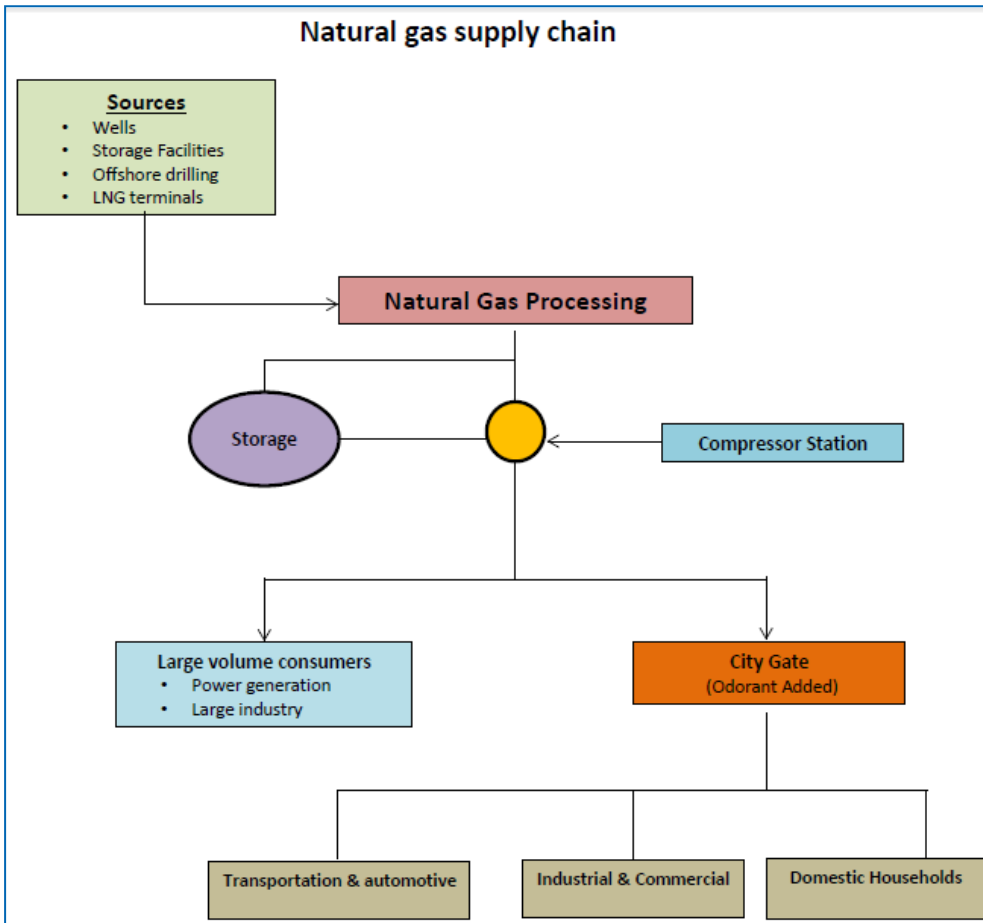 Natural gas supply chain
Sources
• Wells
• Storage Facilities
• Offshore drilling
• LNG terminals
Natural Gas Processing
Storage
Compressor Station
Large volume consumers
• Power generation
• Large industry
City Gate
(Odorant Added)
Transportation & automotive
Industrial & Commercial
Domestic Households